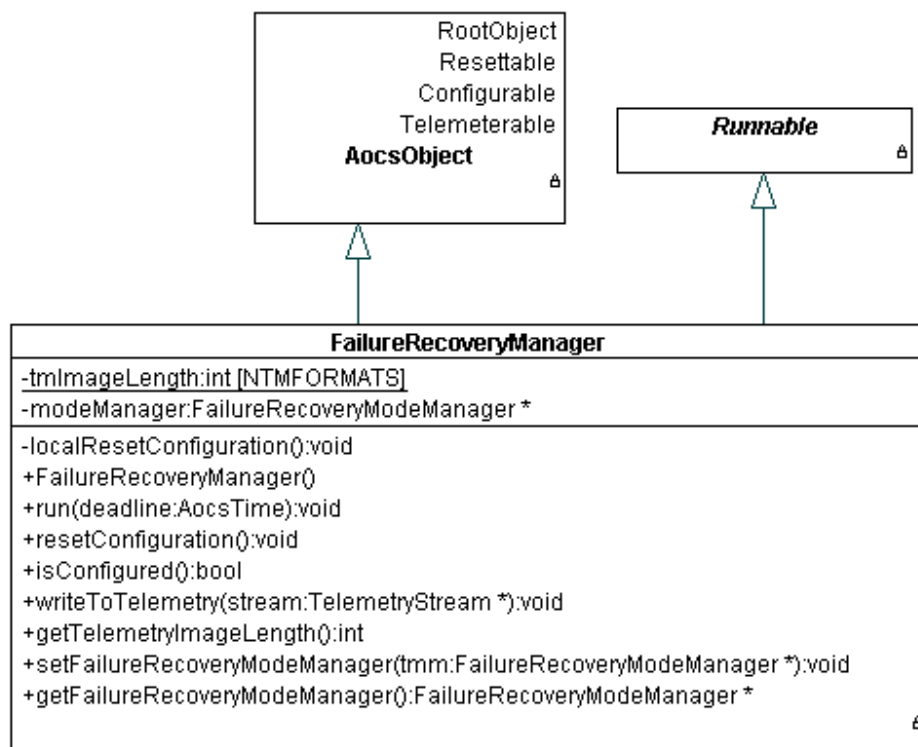 RootObject
Resettable
Configurable
Telemeterable
AocsObject
Runnable
FailureRecoveryManager
-tmImageLength:int [NTMFORMATS]
-modeManager:FailureRecoveryModeManager *
-localResetConfiguration():void
+FailureRecoveryManager()
+run(deadline:AocsTime):void
+resetConfiguration():void
+isConfigured():bool
+writeToTelemetry(stream:TelemetryStream *):void
+getTelemetryImageLength():int
+setFailureRecoveryModeManager(tmm:FailureRecoveryModeManager *):void
+getFailureRecoveryModeManager():FailureRecoveryModeManager *